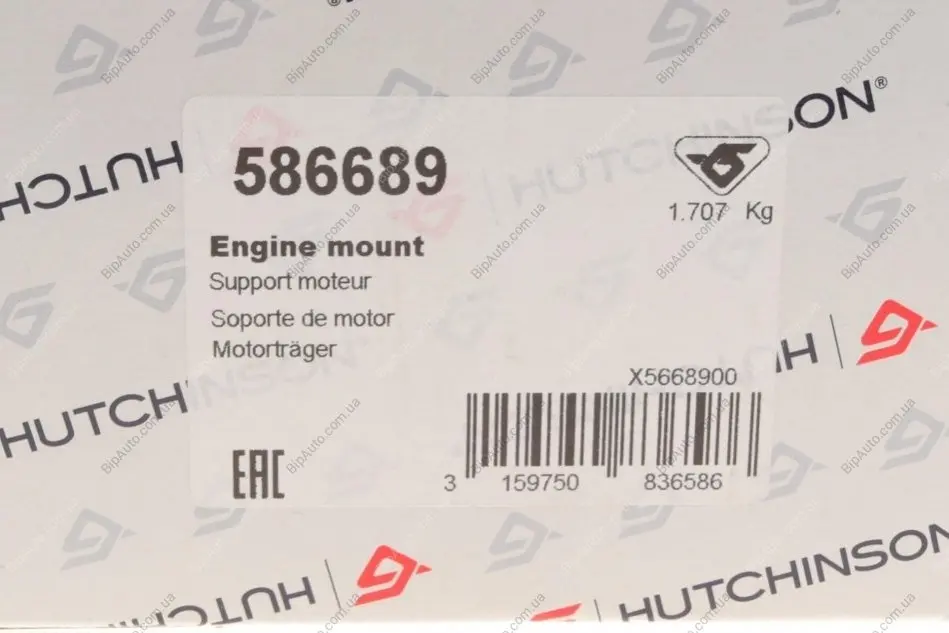 HUTCHINSON®
586689
1.707 Kg
Engine mount
Support moteur
Soporte de motor
Motorträger
X5668900
EAC
3 159750 836586
HUTCHINSON
HUTCH
HUTCHINSON
BipAuto.com.ua